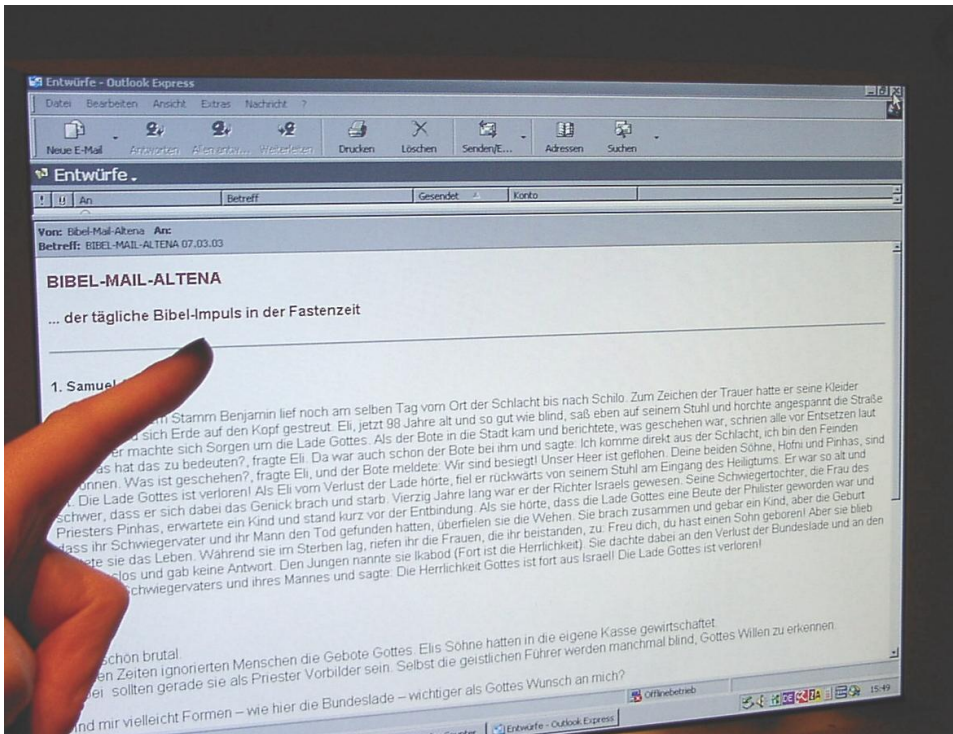 Entwürfe - Outlook Express
Datei Bearbeiten Ansicht Extras Nachricht ?
Neue E-Mail Antworten Allen antw... Weiterleiten Drucken Löschen Senden/E... Adressen Suchen
Entwürfe
! An Betreff Gesendet Konto
Von: Bibel-Mail-Altena An:
Betreff: BIBEL-MAIL-ALTENA 07.03.03
BIBEL-MAIL-ALTENA
... der tägliche Bibel-Impuls in der Fastenzeit
1. Samuel
Stamm Benjamin lief noch am selben Tag vom Ort der Schlacht bis nach Schilo. Zum Zeichen der Trauer hatte er seine Kleider
sich Erde auf den Kopf gestreut. Eli, jetzt 98 Jahre alt und so gut wie blind, saß eben auf seinem Stuhl und horchte angespannt die Straße
er machte sich Sorgen um die Lade Gottes. Als der Bote in die Stadt kam und berichtete, was geschehen war, schrien alle vor Entsetzen laut
hat das zu bedeuten?, fragte Eli. Da war auch schon der Bote bei ihm und sagte: Ich komme direkt aus der Schlacht, ich bin den Feinden
Was ist geschehen?, fragte Eli, und der Bote meldete: Wir sind besiegt! Unser Heer ist geflohen. Deine beiden Söhne, Hofni und Pinhas, sind
Die Lade Gottes ist verloren! Als Eli vom Verlust der Lade hörte, fiel er rückwärts von seinem Stuhl am Eingang des Heiligtums. Er war so alt und
schwer, dass er sich dabei das Genick brach und starb. Vierzig Jahre lang war er der Richter Israels gewesen. Seine Schwiegertochter, die Frau des
Priesters Pinhas, erwartete ein Kind und stand kurz vor der Entbindung. Als sie hörte, dass die Lade Gottes eine Beute der Philister geworden war und
dass ihr Schwiegervater und ihr Mann den Tod gefunden hatten, überfielen sie die Wehen. Sie brach zusammen und gebar ein Kind, aber die Geburt
sie das Leben. Während sie im Sterben lag, riefen ihr die Frauen, die ihr beistanden, zu: Freu dich, du hast einen Sohn geboren! Aber sie blieb
und gab keine Antwort. Den Jungen nannte sie Ikabod (Fort ist die Herrlichkeit). Sie dachte dabei an den Verlust der Bundeslade und an den
Schwiegervaters und ihres Mannes und sagte: Die Herrlichkeit Gottes ist fort aus Israel! Die Lade Gottes ist verloren!
schön brutal.
Zeiten ignorierten Menschen die Gebote Gottes. Elis Söhne hatten in die eigene Kasse gewirtschaftet.
sollten gerade sie als Priester Vorbilder sein. Selbst die geistlichen Führer werden manchmal blind, Gottes Willen zu erkennen.
mir vielleicht Formen – wie hier die Bundeslade – wichtiger als Gottes Wunsch an mich?
Offlinebetrieb
Entwürfe - Outlook Express DE 15:49